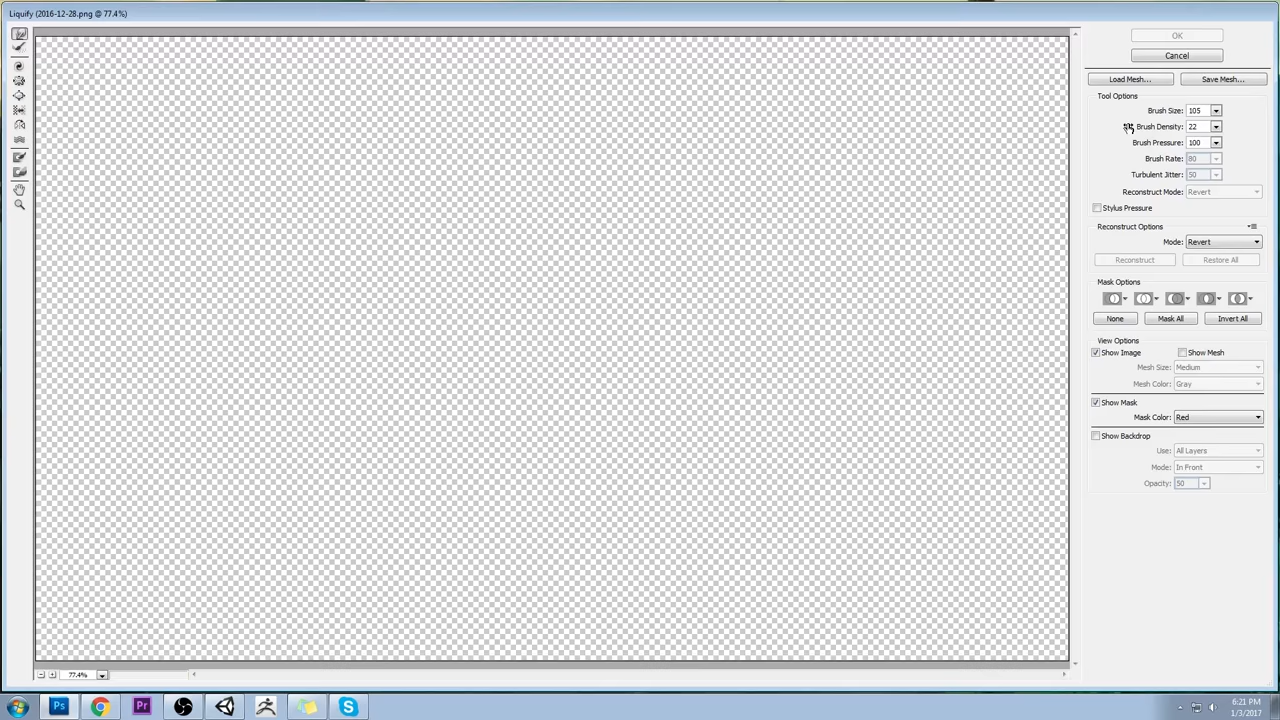 Liquify (2016-12-28.png @ 77.4%)
OK
Cancel
Load Mesh...
Save Mesh...
Tool Options
Brush Size: 105
Brush Density: 22
Brush Pressure: 100
Brush Rate: 80
Turbulent Jitter: 50
Reconstruct Mode: Revert
Stylus Pressure
Reconstruct Options
Mode: Revert
Reconstruct
Restore All
Mask Options
None
Mask All
Invert All
View Options
Show Image
Show Mesh
Mesh Size: Medium
Mesh Color: Gray
Show Mask
Mask Color: Red
Show Backdrop
Use: All Layers
Mode: In Front
Opacity: 50
77.4%
Ps
Pr
S
6:21 PM
1/3/2017